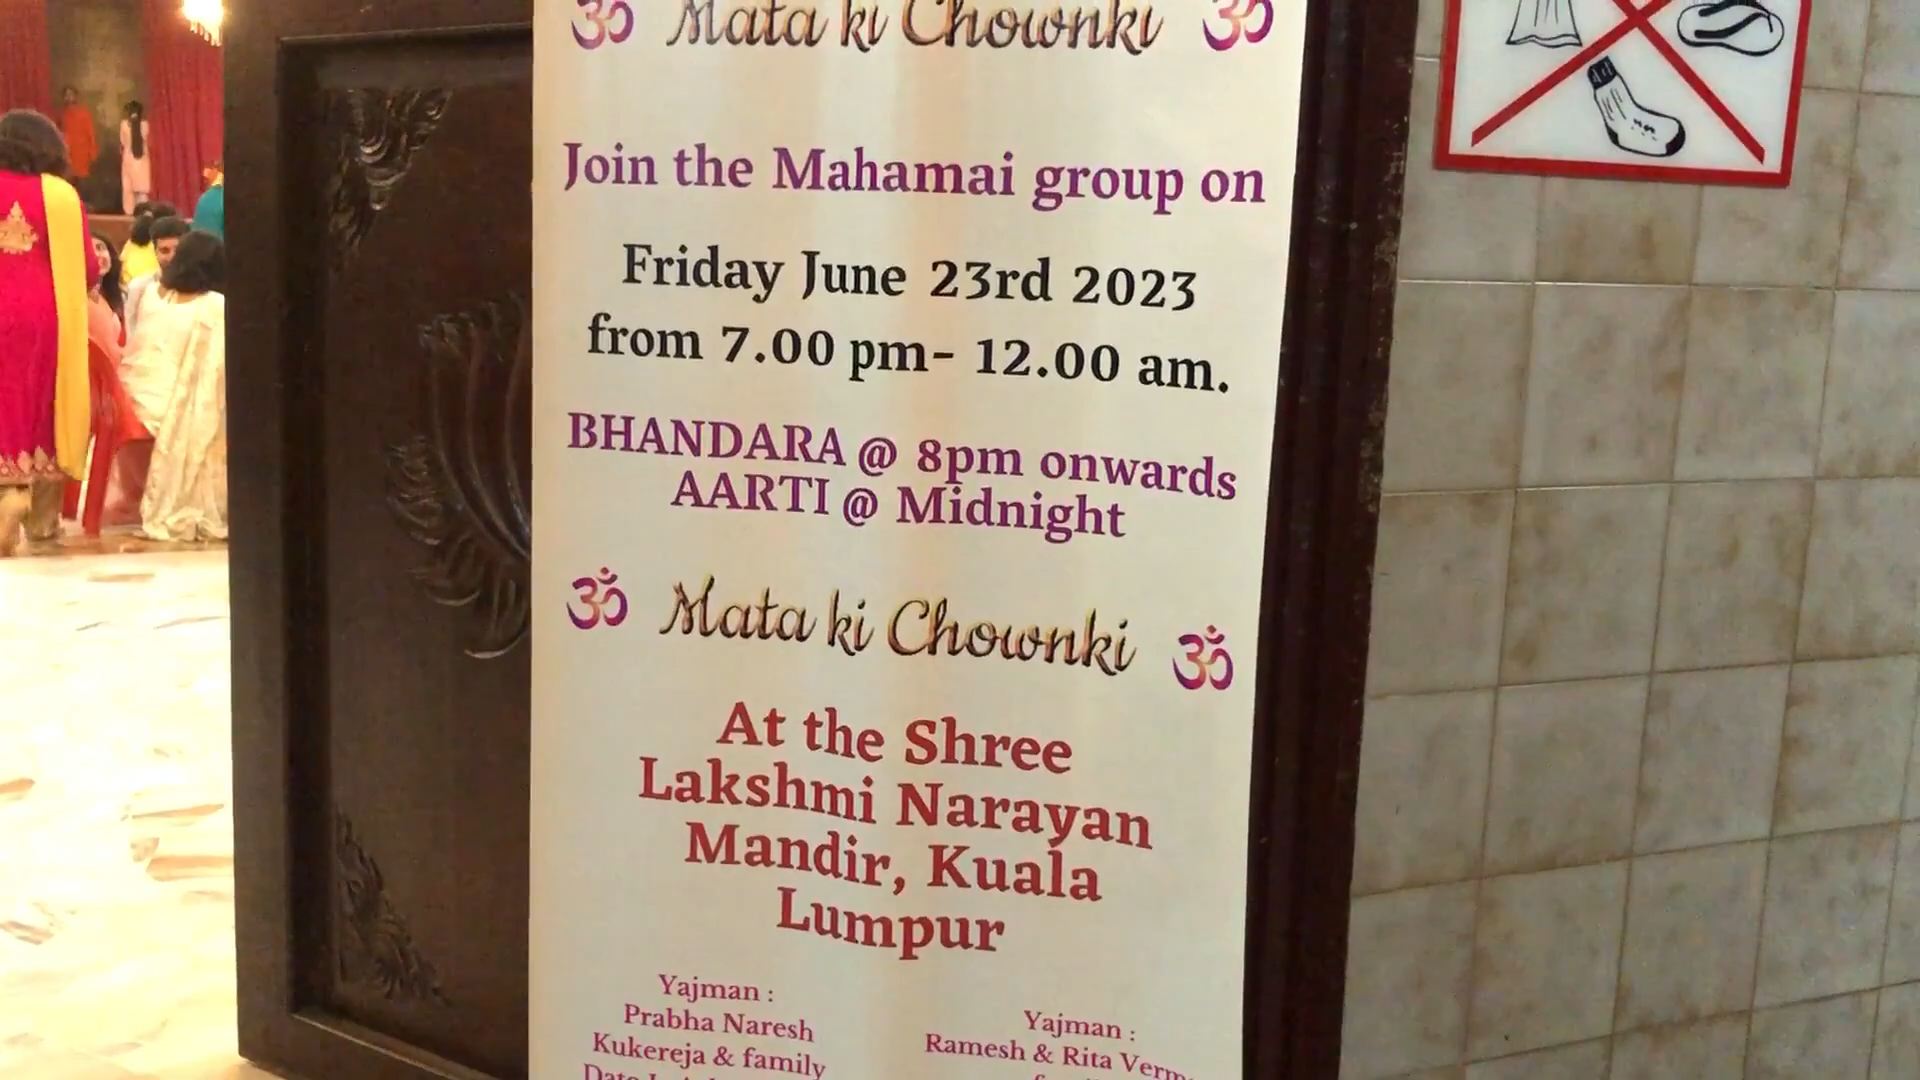 ॐ Mata ki Chownki ॐ
Join the Mahamai group on
Friday June 23rd 2023
from 7.00 pm- 12.00 am.
BHANDARA @ 8pm onwards
AARTI @ Midnight
ॐ Mata ki Chownki ॐ
At the Shree
Lakshmi Narayan
Mandir, Kuala
Lumpur
Yajman :
Prabha Naresh
Kukereja & family
Yajman :
Ramesh & Rita